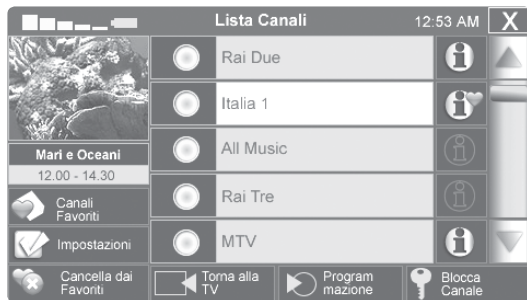 Lista Canali
12:53 AM
X
Rai Due
Italia 1
All Music
Rai Tre
MTV
Mari e Oceani
12.00 - 14.30
Canali
Favoriti
Impostazioni
Cancella dai
Favoriti
Torna alla
TV
Program
mazione
Blocca
Canale